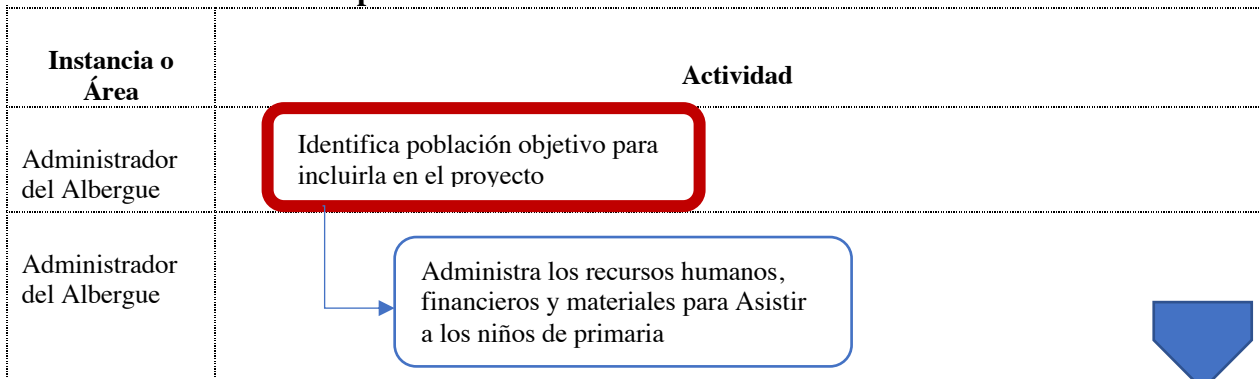 Instancia o
Área
Actividad
Administrador
del Albergue
Identifica población objetivo para
incluirla en el proyecto
Administrador
del Albergue
Administra los recursos humanos,
financieros y materiales para Asistir
a los niños de primaria